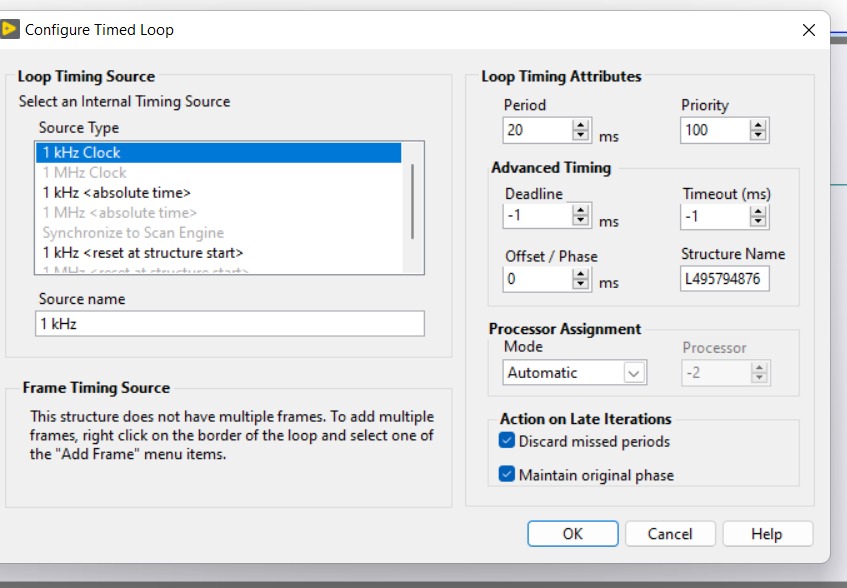 Configure Timed Loop
Loop Timing Source
Select an Internal Timing Source
Source Type
1 kHz Clock
1 MHz Clock
1 kHz <absolute time>
1 MHz <absolute time>
Synchronize to Scan Engine
1 kHz <reset at structure start>
1 MHz <reset at structure start>
Source name
1 kHz
Frame Timing Source
This structure does not have multiple frames. To add multiple
frames, right click on the border of the loop and select one of
the "Add Frame" menu items.
Loop Timing Attributes
Period
Priority
20
ms
100
Advanced Timing
Deadline
Timeout (ms)
-1
ms
-1
Offset / Phase
Structure Name
0
ms
L495794876
Processor Assignment
Mode
Processor
Automatic
-2
Action on Late Iterations
Discard missed periods
Maintain original phase
OK
Cancel
Help